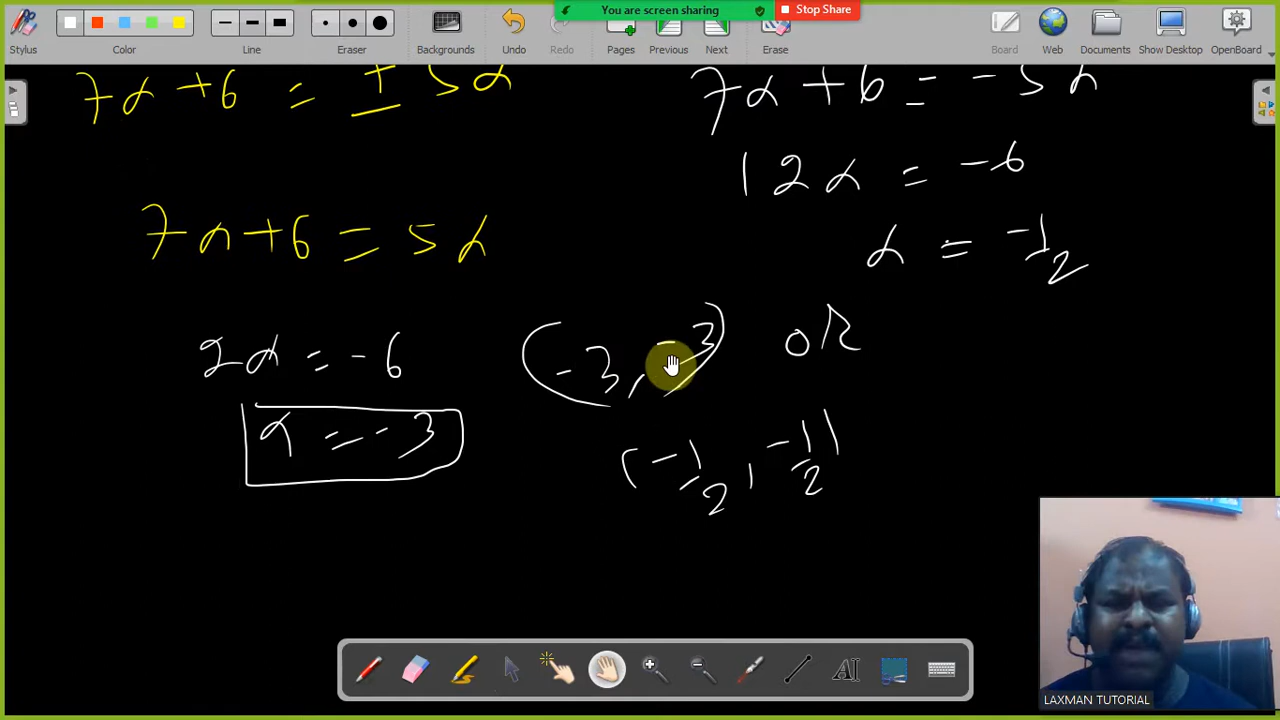 You are screen sharing
Stop Share
Stylus Color Line Eraser Backgrounds Undo Redo Pages Previous Next Erase Board Web Documents Show Desktop OpenBoard
7α + 6 = ± 5α
7α + 6 = 5α
2α = -6
α = -3
7α + 6 = -5α
12α = -6
α = -1/2
(-3, -3) OR
(-1/2, -1/2)
LAXMAN TUTORIAL